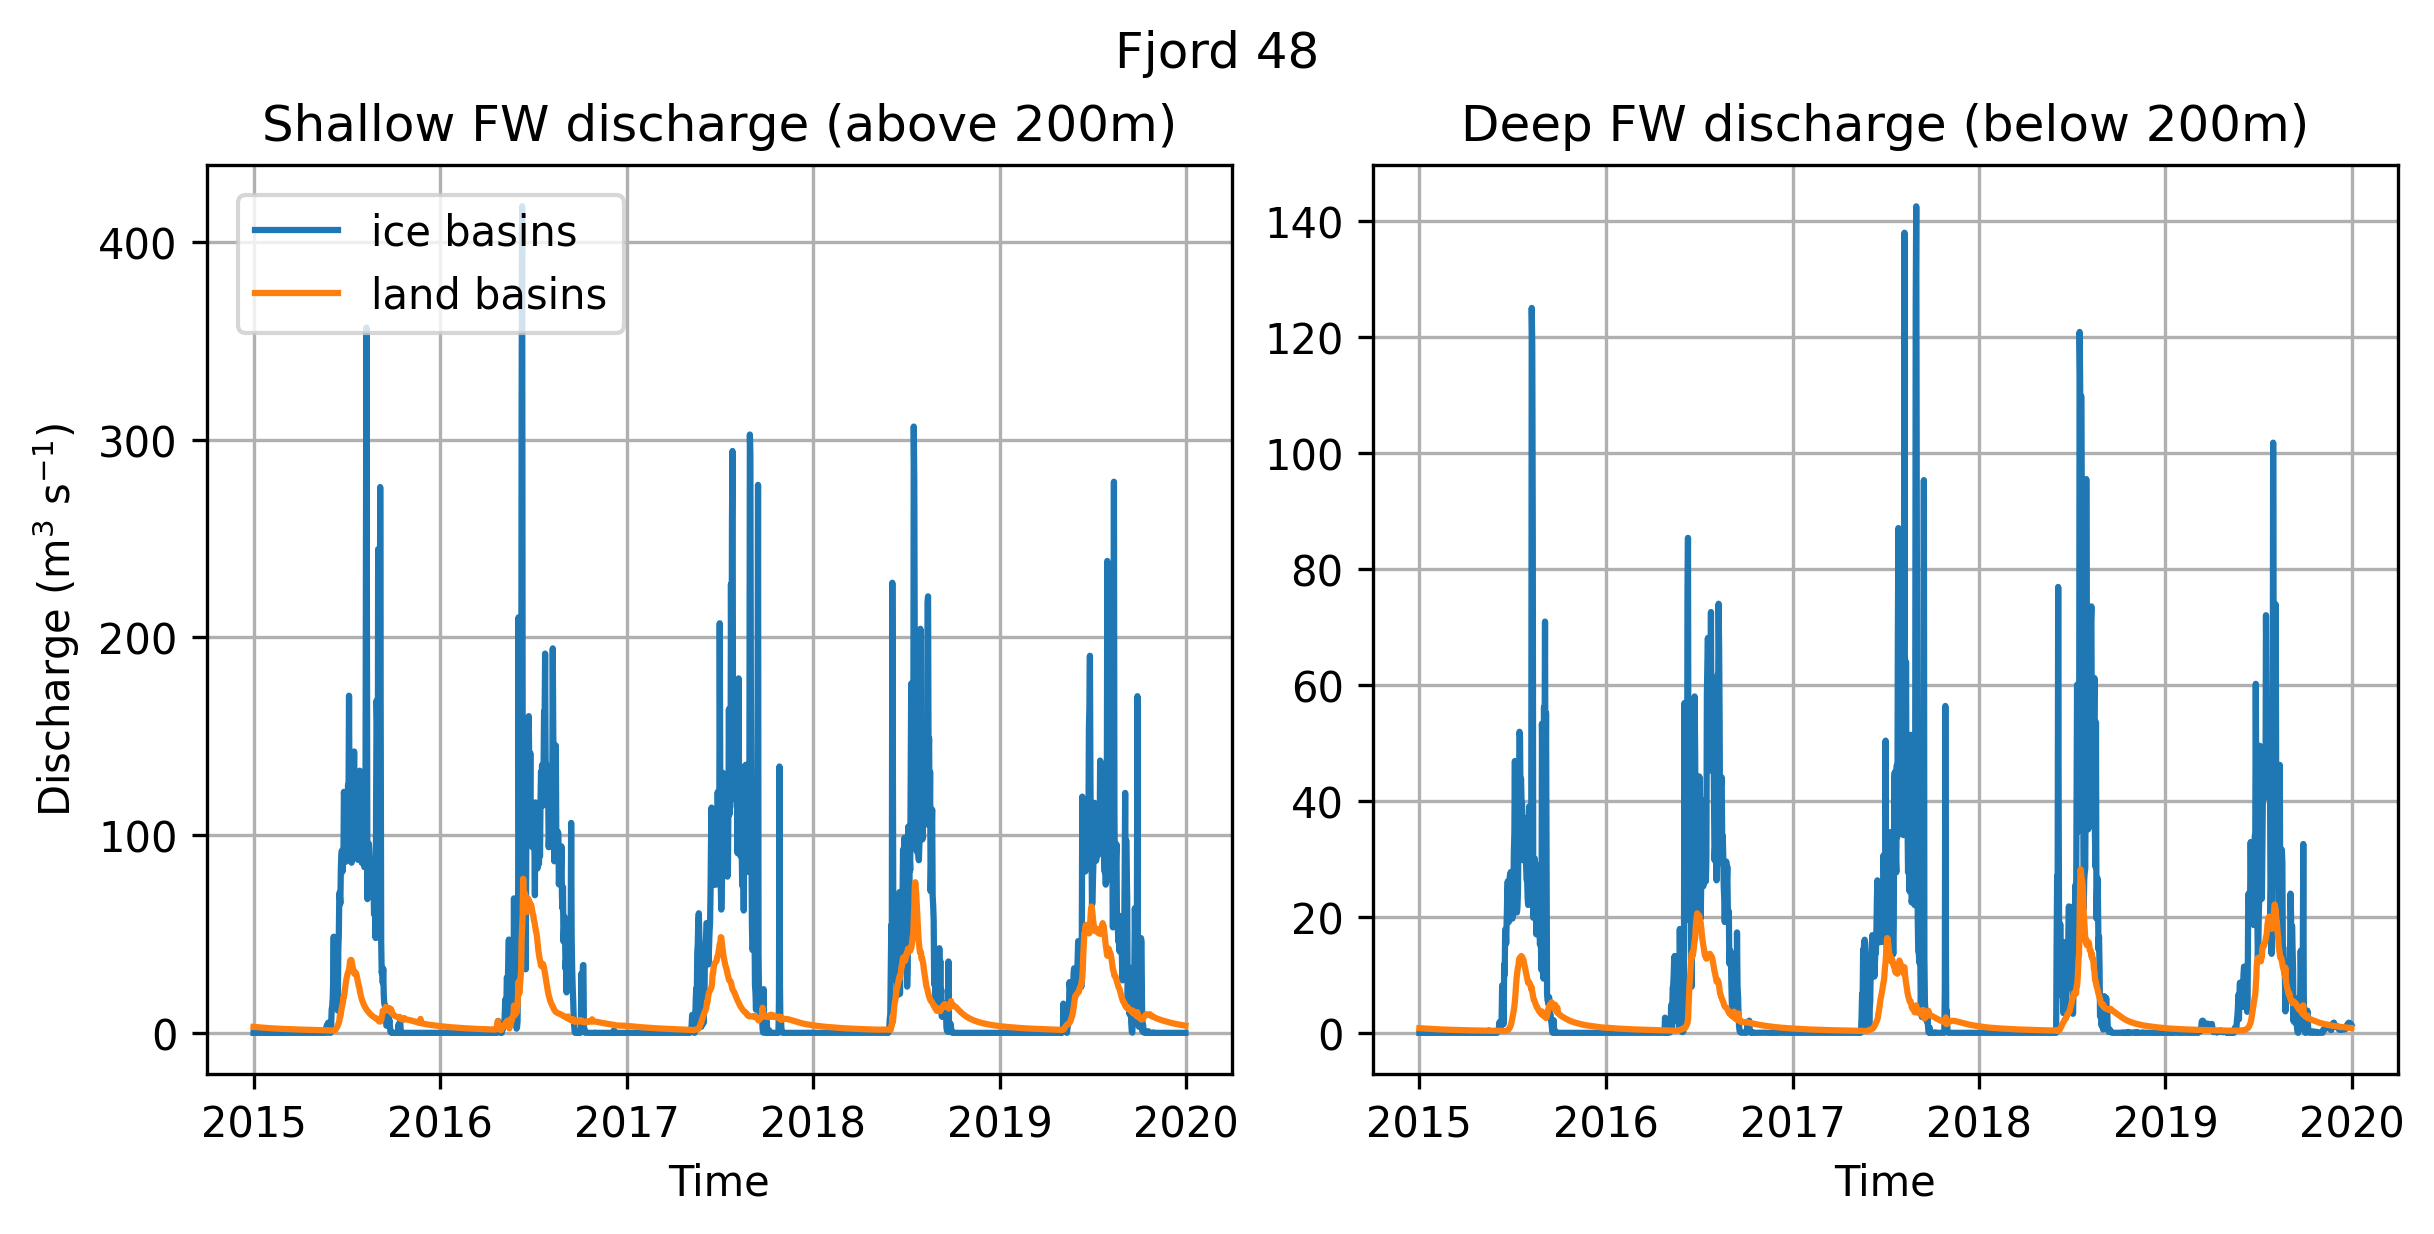 Fjord 48
Shallow FW discharge (above 200m)
Deep FW discharge (below 200m)
ice basins
land basins
Discharge (m³ s⁻¹)
400
300
200
100
0
140
120
100
80
60
40
20
0
2015 2016 2017 2018 2019 2020
2015 2016 2017 2018 2019 2020
Time
Time